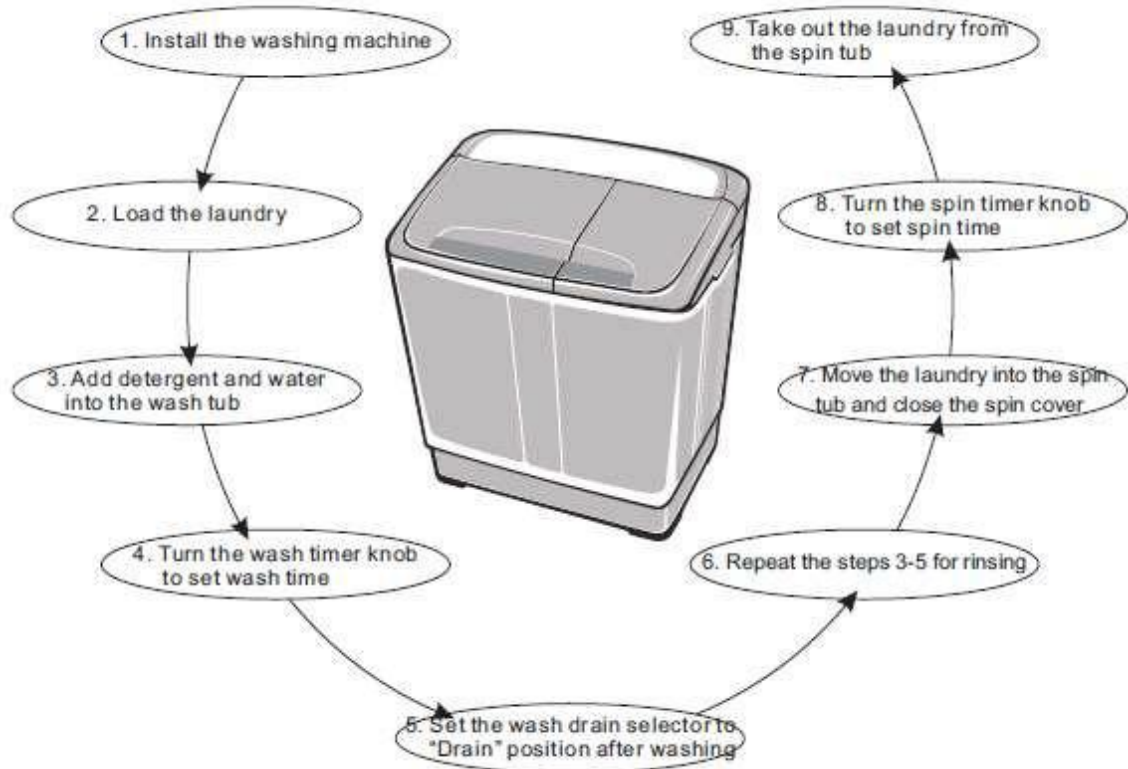 1. Install the washing machine
2. Load the laundry
3. Add detergent and water
into the wash tub
4. Turn the wash timer knob
to set wash time
5. Set the wash drain selector to
"Drain" position after washing
6. Repeat the steps 3-5 for rinsing
7. Move the laundry into the spin
tub and close the spin cover
8. Turn the spin timer knob
to set spin time
9. Take out the laundry from
the spin tub